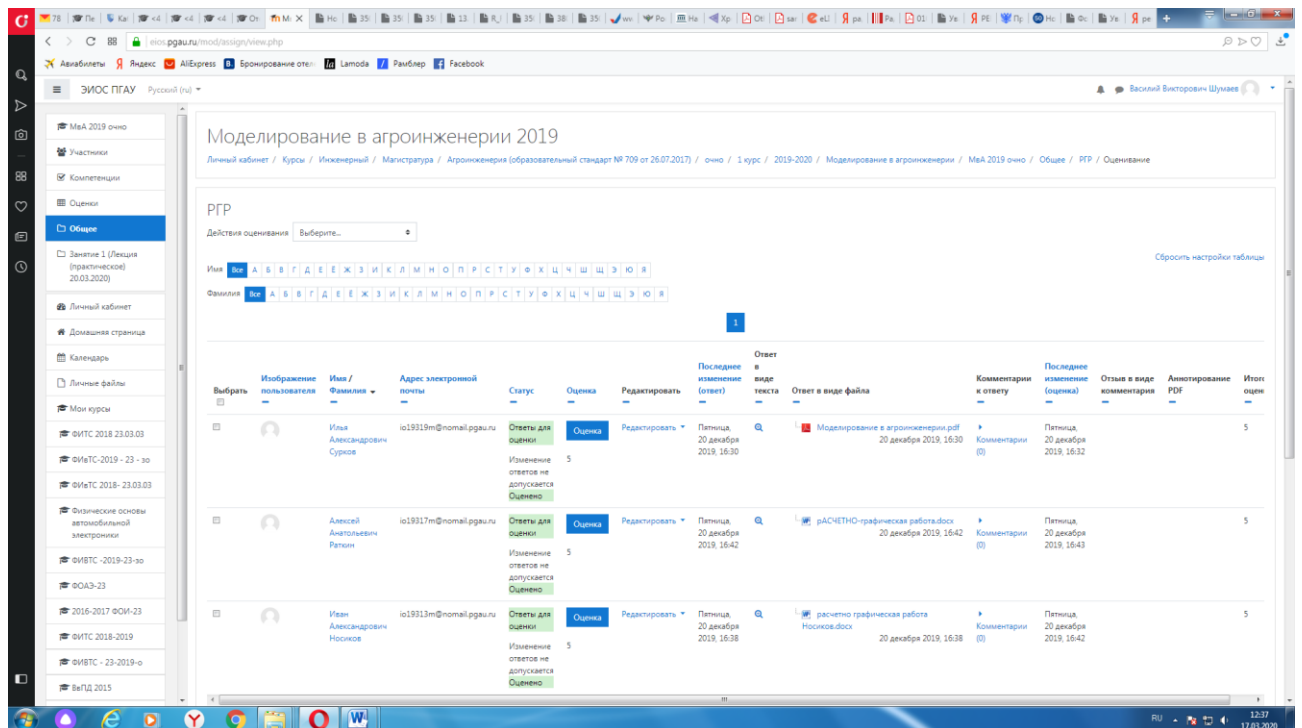 eios.pgau.ru/mod/assign/view.php
Авиабилеты Яндекс AliExpress Бронирование отел Lamoda Рамблер Facebook
ЭИОС ПГАУ Русский (ru)
Василий Викторович Шумаев
МвА 2019 очно
Участники
Компетенции
Оценки
Общее
Занятие 1 (Лекция
(практическое)
20.03.2020)
Личный кабинет
Домашняя страница
Календарь
Личные файлы
Мои курсы
ФИТС 2018 23.03.03
ФИвТС-2019 - 23 - зо
ФИвТС 2018- 23.03.03
Физические основы
автомобильной
электроники
ФИВТС -2019-23-зо
ФОАЭ-23
2016-2017 ФОИ-23
ФИТС 2018-2019
ФИВТС - 23-2019-о
ВвПД 2015
Моделирование в агроинженерии 2019
Личный кабинет / Курсы / Инженерный / Магистратура / Агроинженерия (образовательный стандарт № 709 от 26.07.2017) / очно / 1 курс / 2019-2020 / Моделирование в агроинженерии / МвА 2019 очно / Общее / РГР / Оценивание
РГР
Действия оценивания Выберите...
Сбросить настройки таблицы
Имя Все А Б В Г Д Е Ё Ж З И К Л М Н О П Р С Т У Ф Х Ц Ч Ш Щ Э Ю Я
Фамилия Все А Б В Г Д Е Ё Ж З И К Л М Н О П Р С Т У Ф Х Ц Ч Ш Щ Э Ю Я
1
Выбрать
Изображение
пользователя
Имя /
Фамилия
Адрес электронной
почты
Статус
Оценка
Редактировать
Последнее
изменение
(ответ)
Ответ
в
виде
текста
Ответ в виде файла
Комментарии
к ответу
Последнее
изменение
(оценка)
Отзыв в виде
комментария
Аннотирование
PDF
Итого
оцен
Илья
Александрович
Сурков
io19319m@nomail.pgau.ru
Ответы для
оценки
Изменение
ответов не
допускается
Оценено
Оценка
5
Редактировать
Пятница,
20 декабря
2019, 16:30
Моделирование в агроинженерии.pdf
20 декабря 2019, 16:30
Комментарии
(0)
Пятница,
20 декабря
2019, 16:32
5
Алексей
Анатольевич
Раткин
io19317m@nomail.pgau.ru
Ответы для
оценки
Изменение
ответов не
допускается
Оценено
Оценка
5
Редактировать
Пятница,
20 декабря
2019, 16:42
рАСЧЕТНО-графическая работа.docx
20 декабря 2019, 16:42
Комментарии
(0)
Пятница,
20 декабря
2019, 16:43
5
Иван
Александрович
Носиков
io19313m@nomail.pgau.ru
Ответы для
оценки
Изменение
ответов не
допускается
Оценено
Оценка
5
Редактировать
Пятница,
20 декабря
2019, 16:38
расчетно графическая работа
Носиков.docx
20 декабря 2019, 16:38
Комментарии
(0)
Пятница,
20 декабря
2019, 16:42
5
RU
12:37
17.03.2020